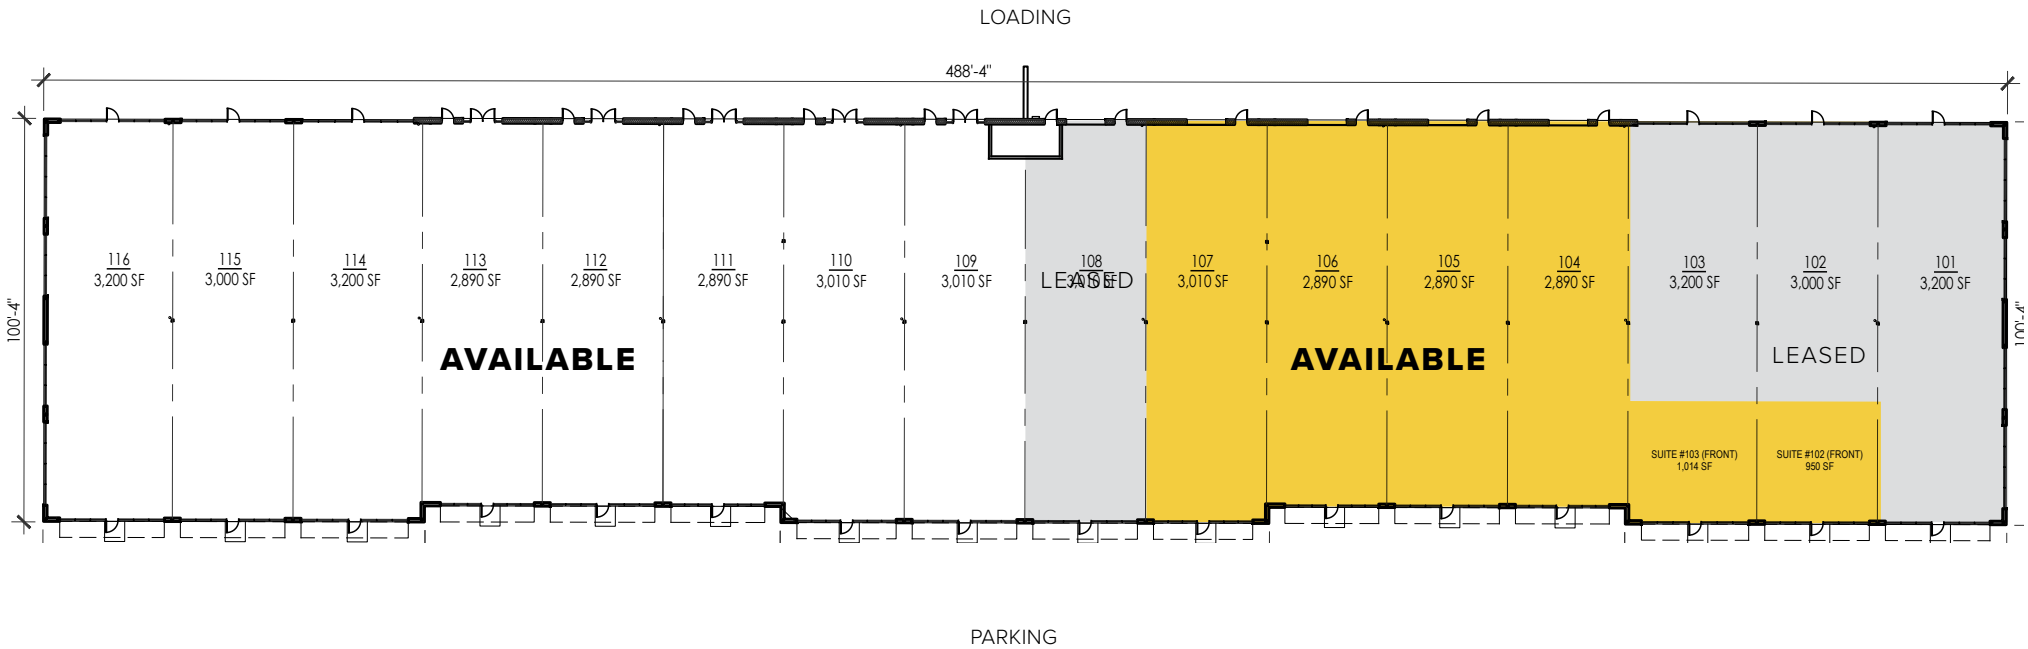 LOADING
488'-4"
116
3,200 SF
115
3,000 SF
114
3,200 SF
113
2,890 SF
112
2,890 SF
111
2,890 SF
110
3,010 SF
109
3,010 SF
108
3,010 SF
LEASED
107
3,010 SF
106
2,890 SF
105
2,890 SF
104
2,890 SF
103
3,200 SF
102
3,000 SF
101
3,200 SF
100'-4"
100'-4"
AVAILABLE
AVAILABLE
LEASED
SUITE #103 (FRONT)
1,014 SF
SUITE #102 (FRONT)
950 SF
PARKING